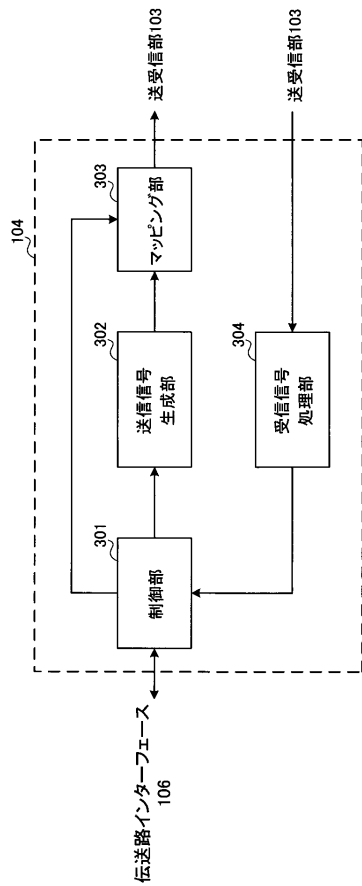 104
伝送路インターフェース
106
301
制御部
302
送信信号
生成部
303
マッピング部
送受信部103
304
受信信号
処理部
送受信部103